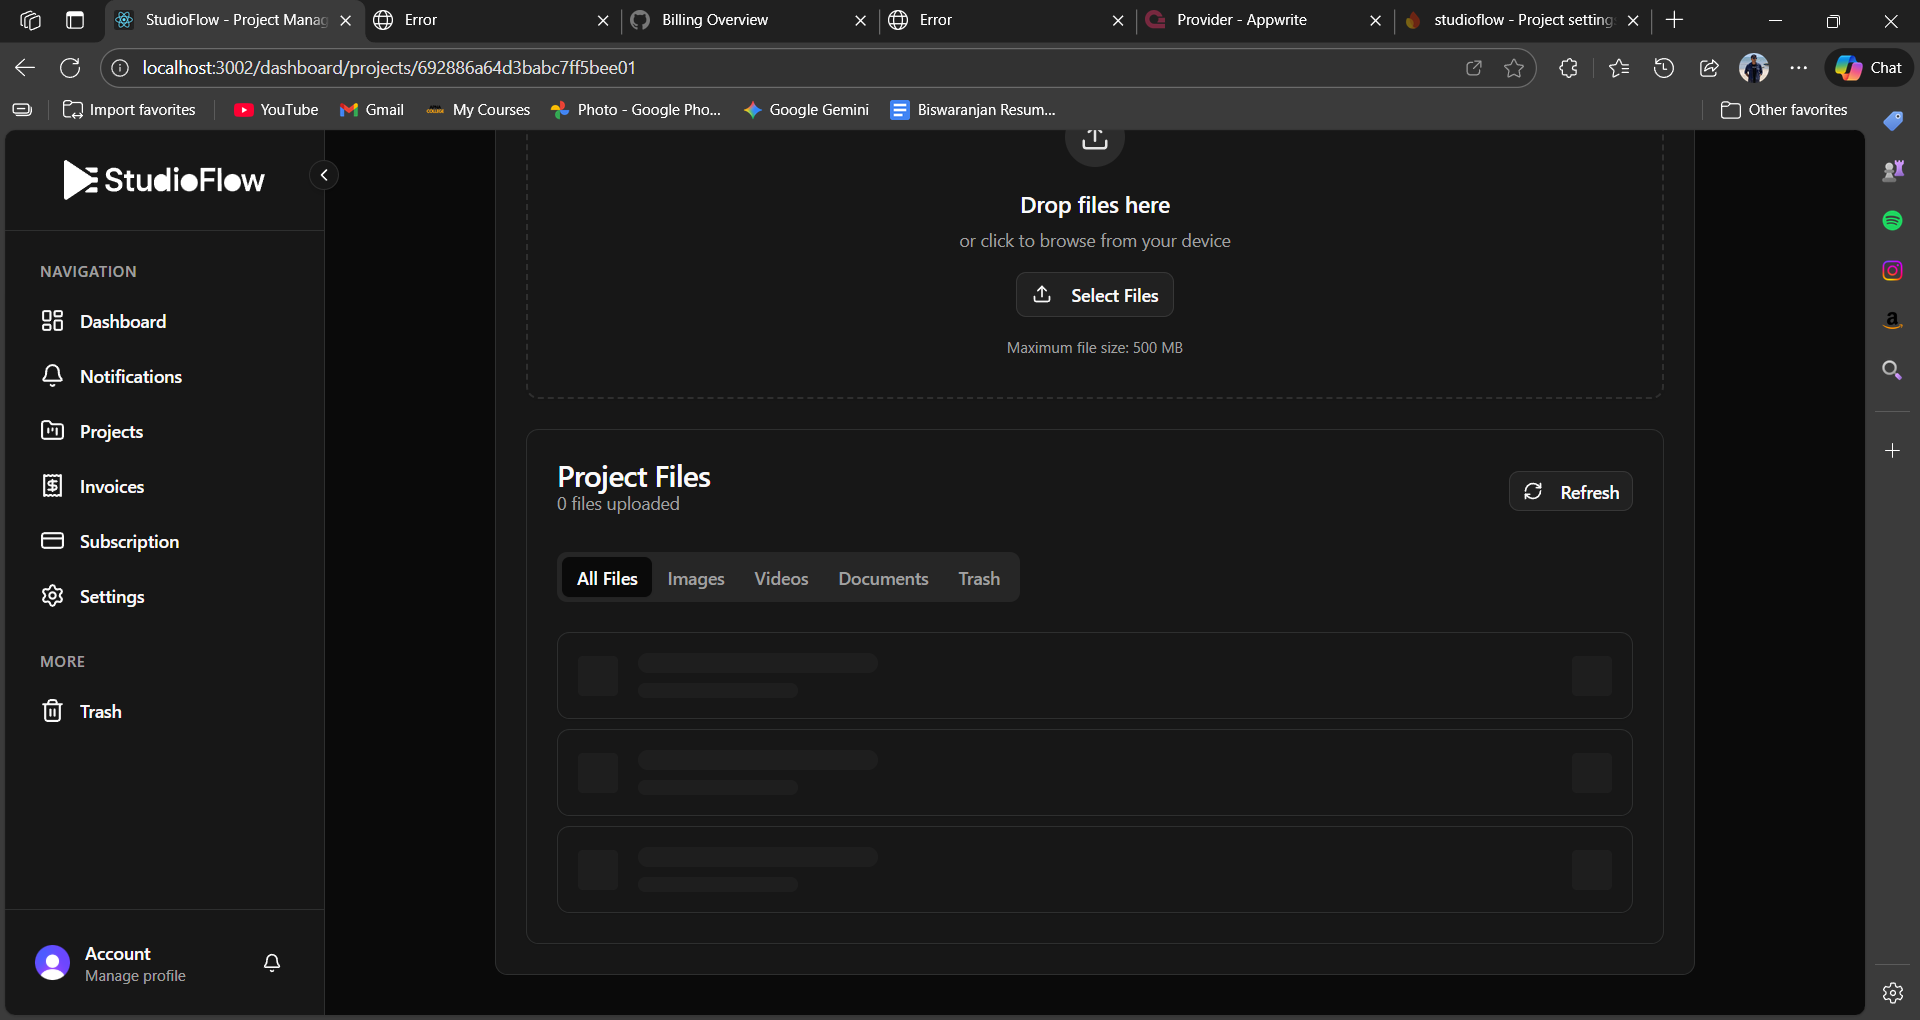 StudioFlow - Project Manag
Error
Billing Overview
Error
Provider - Appwrite
studioflow - Project setting
localhost:3002/dashboard/projects/692886a64d3babc7ff5bee01
Chat
Import favorites
YouTube
Gmail
My Courses
Photo - Google Pho...
Google Gemini
Biswaranjan Resum...
Other favorites
StudioFlow
NAVIGATION
Dashboard
Notifications
Projects
Invoices
Subscription
Settings
MORE
Trash
Account
Manage profile
Drop files here
or click to browse from your device
Select Files
Maximum file size: 500 MB
Project Files
0 files uploaded
Refresh
All Files
Images
Videos
Documents
Trash